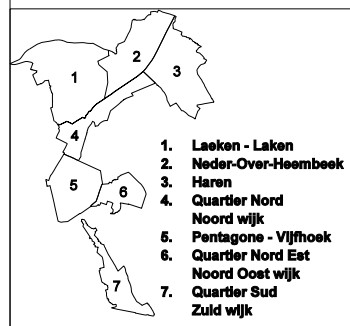 1
2
3
4
5
6
7
1. Laeken - Laken
2. Neder-Over-Heembeek
3. Haren
4. Quartier Nord
Noord wijk
5. Pentagone - Vijfhoek
6. Quartier Nord Est
Noord Oost wijk
7. Quartier Sud
Zuid wijk